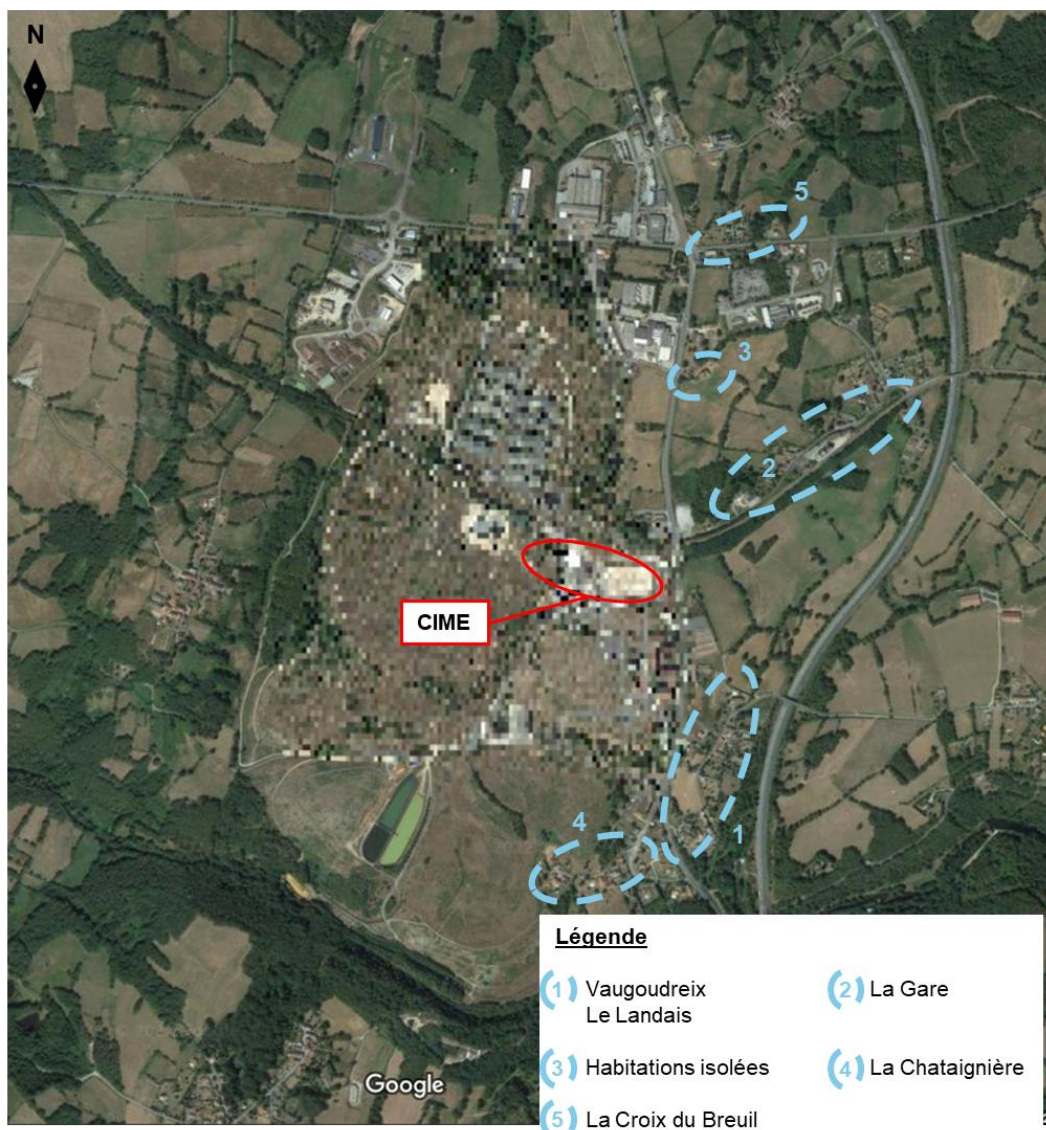 N
5
3
2
CIME
1
4
Légende
1 Vaugoudreix
Le Landais
2 La Gare
3 Habitations isolées
4 La Chataignière
5 La Croix du Breuil
Google